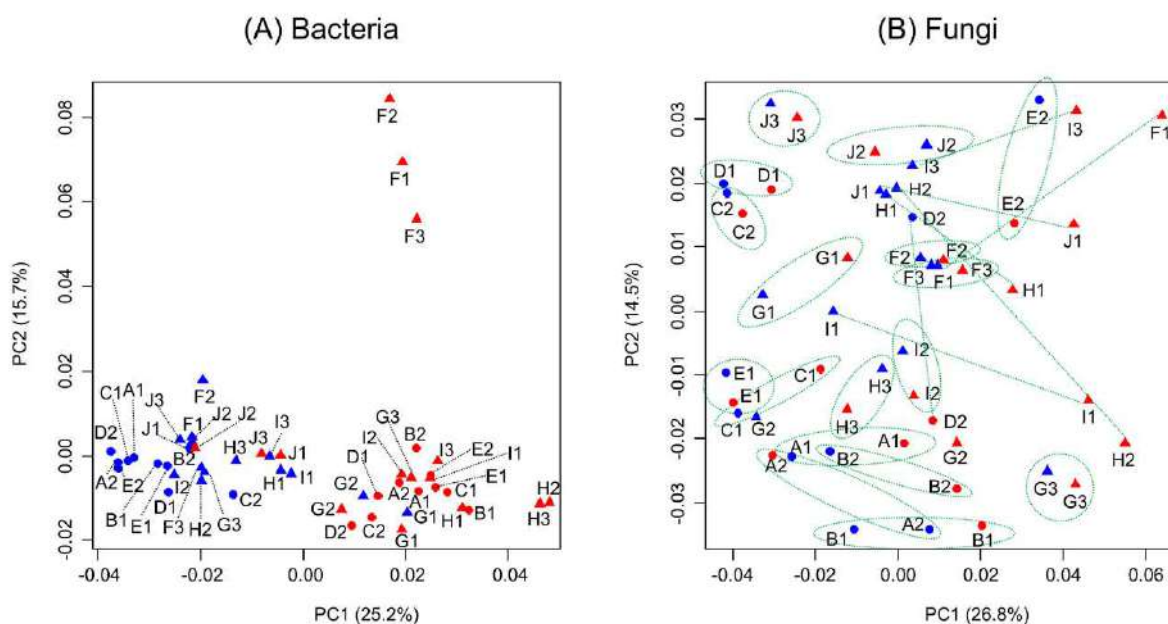 (A) Bacteria
(B) Fungi
F2
F1
F3
C1 A1
J3
F2
J2
F1
J2
J1
D2
H3
J3
I3
J1
B2
A2
E2
I2
H1
I1
B1
E1
D1
F3
H2
G3
C2
G3
B2
I2
I3
E2
I1
D1
G2
A2
E1
A1
C1
G2
G1
H1
B1
H2
H3
D2
C2
G1
0.08
0.06
0.04
0.02
0.00
-0.02
PC2 (15.7%)
-0.04 -0.02 0.00 0.02 0.04
PC1 (25.2%)
J3
J3
E2
I3
F1
J2
J2
I3
D1
D1
C2
C2
J1
H1
H2
D2
E2
J1
G1
F2
F2
F3
F1
F3
H1
G1
I1
I2
E1
C1
H3
I2
I1
E1
C1
G2
H3
D2
A1
A1
G2
H2
A2
B2
B2
G3
G3
B1
A2
B1
0.03
0.02
0.01
0.00
-0.01
-0.02
-0.03
PC2 (14.5%)
-0.04 -0.02 0.00 0.02 0.04 0.06
PC1 (26.8%)